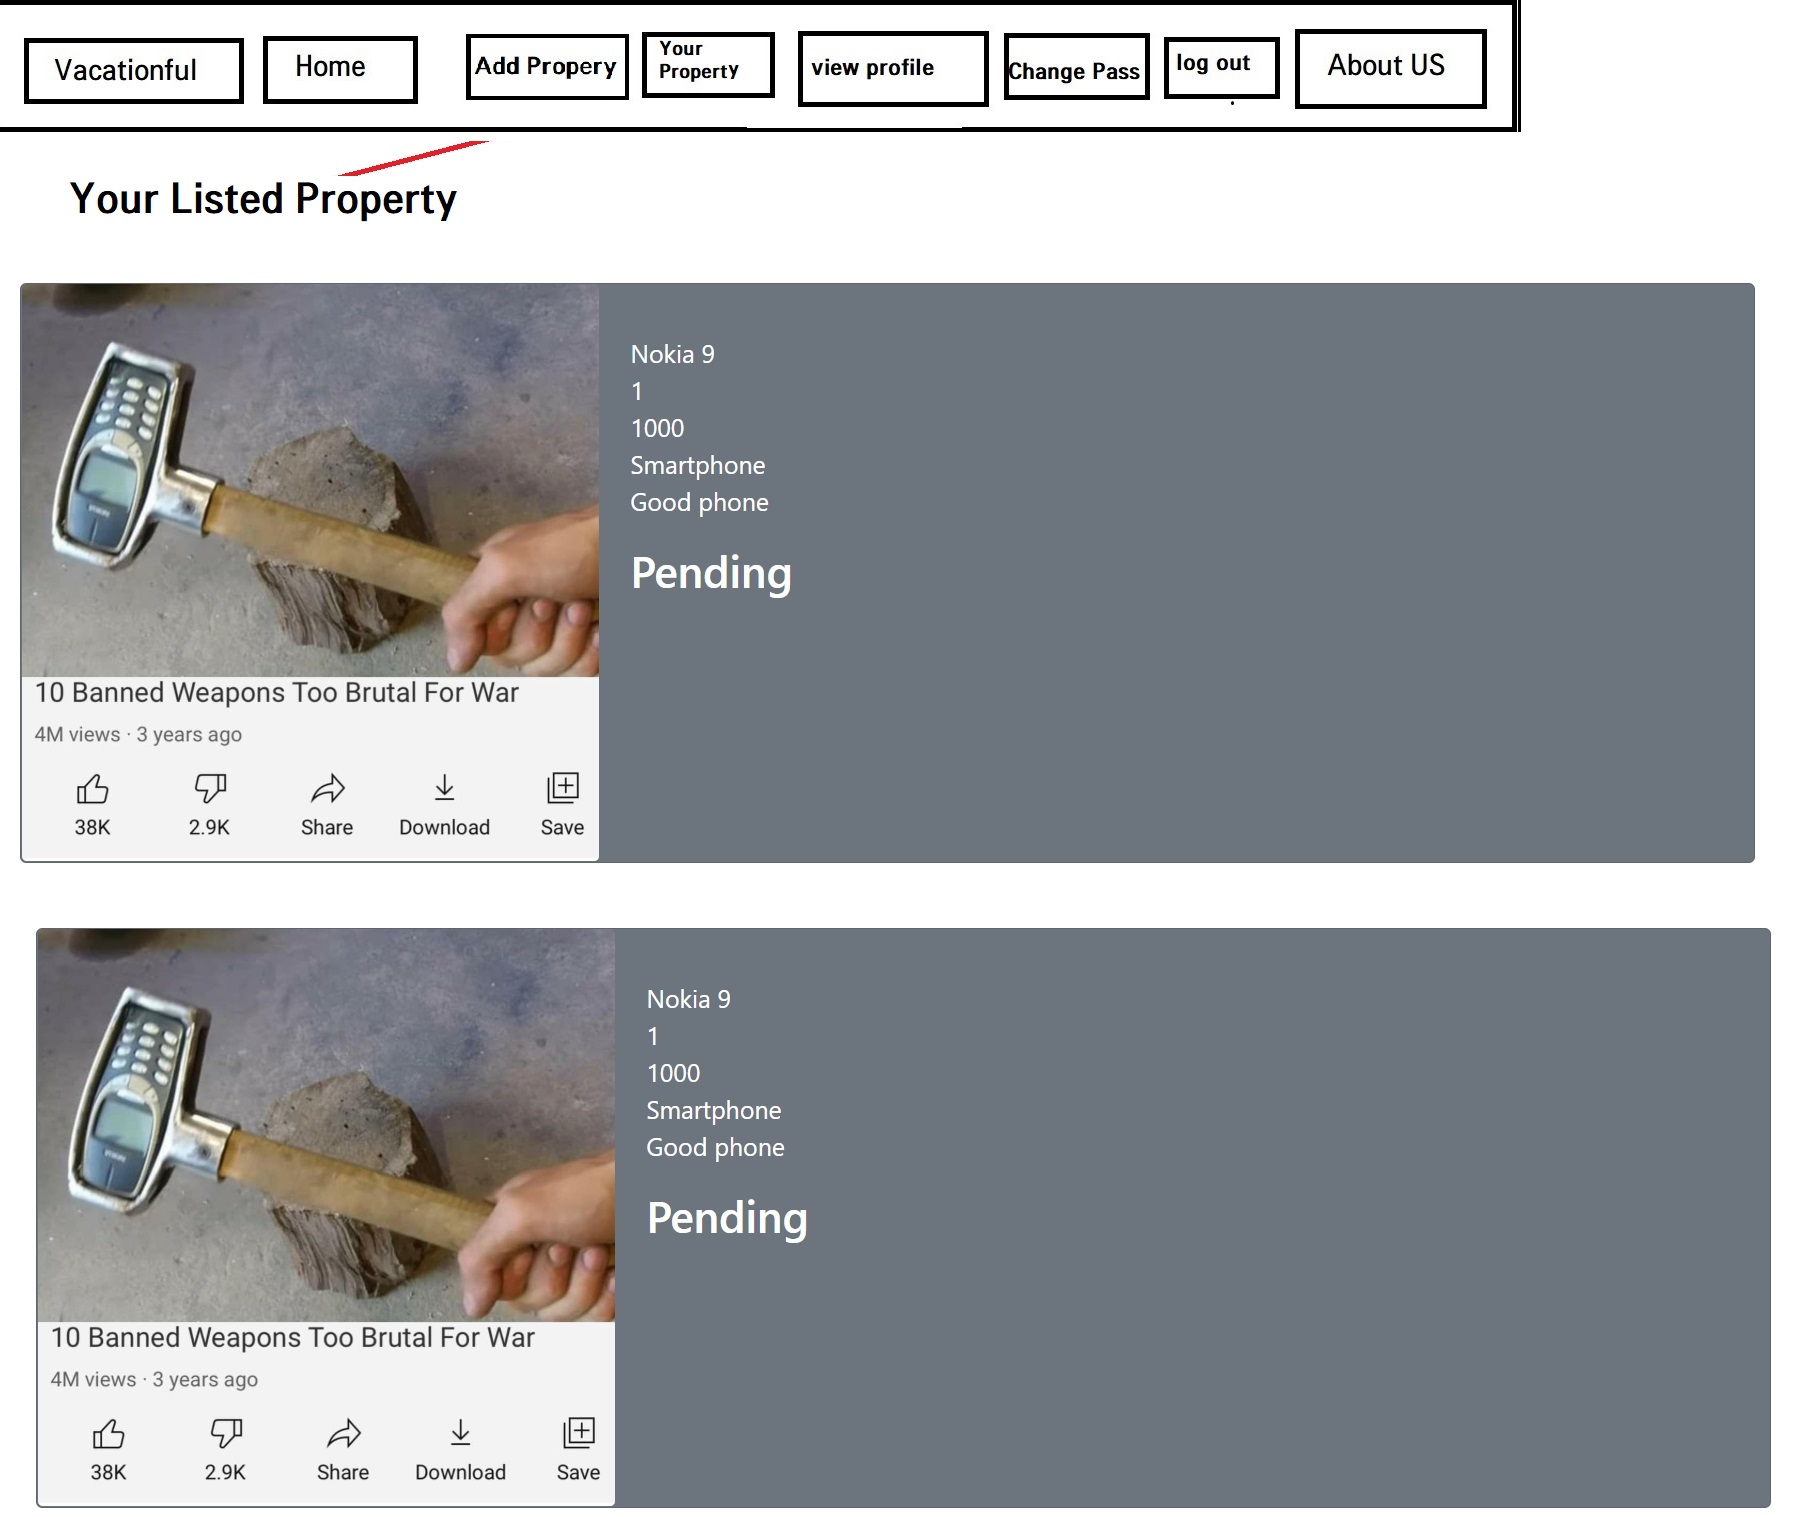 Vacationful
Home
Add Propery
Your
Property
view profile
Change Pass
log out
About US
Your Listed Property
Nokia 9
1
1000
Smartphone
Good phone
Pending
10 Banned Weapons Too Brutal For War
4M views · 3 years ago
38K
2.9K
Share
Download
Save
Nokia 9
1
1000
Smartphone
Good phone
Pending
10 Banned Weapons Too Brutal For War
4M views · 3 years ago
38K
2.9K
Share
Download
Save